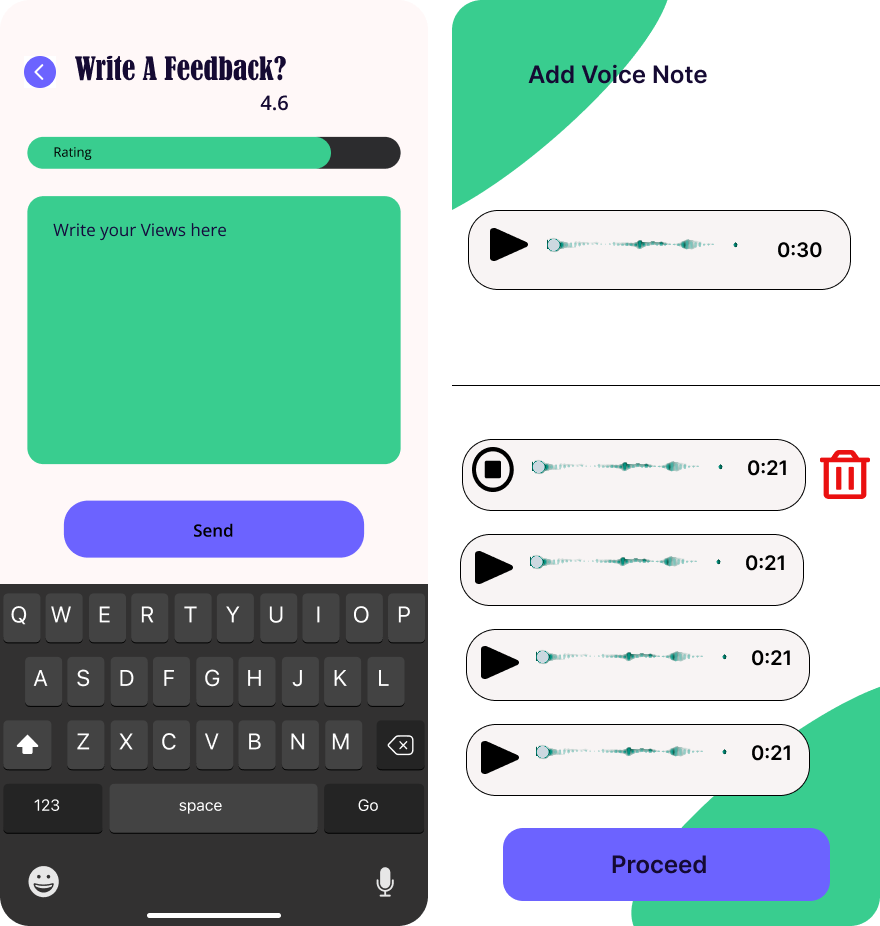 Write A Feedback?
4.6
Rating
Write your Views here
Send
Q W E R T Y U I O P
A S D F G H J K L
Z X C V B N M
123 space Go
Add Voice Note
0:30
0:21
0:21
0:21
0:21
Proceed